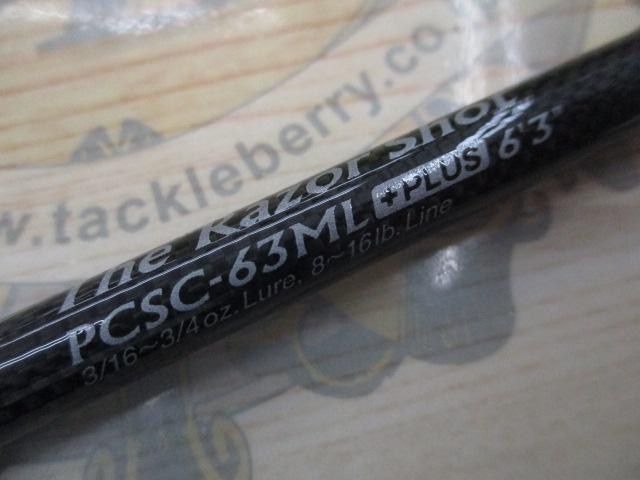 www.tackleberry.co.
The Razor Shot
PCSC-63ML +PLUS 6'3"
3/16~3/4oz. Lure, 8~16lb. Line